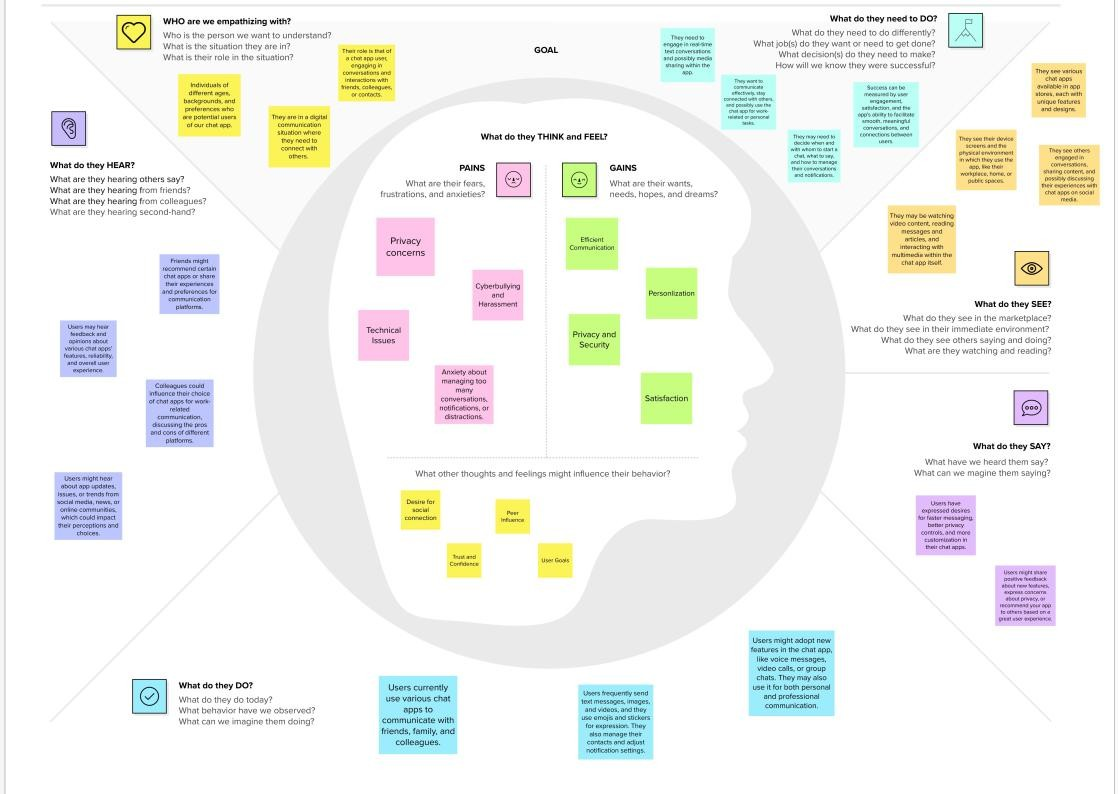 WHO are we empathizing with?
Who is the person we want to understand?
What is the situation they are in?
What is their role in the situation?
Individuals of
different ages,
backgrounds, and
preferences who
are potential users
of our chat app.
They are in a digital
communication
situation where
they need to
connect with
others.
Their role is that of
a chat app user,
engaging in
conversations and
interactions with
friends, colleagues,
or contacts.
GOAL
What do they need to DO?
What do they need to do differently?
What job(s) do they want or need to get done?
What decision(s) do they need to make?
How will we know they were successful?
They need to
engage in real-time
text conversations
and possibly media
sharing within the
app.
They want to
communicate
effectively, stay
connected with others,
and possibly use the
chat app for work-
related or personal
tasks.
They may need to
decide when and
with whom to start a
chat, what to say,
and how to manage
their conversations
and notifications.
Success can be
measured by user
engagement,
satisfaction, and the
app's ability to facilitate
smooth, meaningful
conversations, and
connections between
users.
What do they HEAR?
What are they hearing others say?
What are they hearing from friends?
What are they hearing from colleagues?
What are they hearing second-hand?
Friends might
recommend certain
chat apps or share
their experiences
and preferences for
communication
platforms.
Users may hear
feedback and
opinions about
various chat apps'
features, reliability,
and overall user
experience.
Colleagues could
influence their choice
of chat apps for work-
related
communication,
discussing the pros
and cons of different
platforms.
Users might hear
about app updates,
issues, or trends from
social media, news, or
online communities,
which could impact
their perceptions and
choices.
What do they THINK and FEEL?
PAINS
What are their fears,
frustrations, and anxieties?
Privacy
concerns
Cyberbullying
and
Harassment
Technical
Issues
Anxiety about
managing too
many
conversations,
notifications, or
distractions.
GAINS
What are their wants,
needs, hopes, and dreams?
Efficient
Communication
Personlization
Privacy and
Security
Satisfaction
What other thoughts and feelings might influence their behavior?
Desire for
social
connection
Peer
Influence
Trust and
Confidence
User Goals
They see various
chat apps
available in app
stores, each with
unique features
and designs.
They see their device
screens and the
physical environment
in which they use the
app, like their
workplace, home, or
public spaces.
They see others
engaged in
conversations,
sharing content, and
possibly discussing
their experiences with
chat apps on social
media.
They may be watching
video content, reading
messages and
articles, and
interacting with
multimedia within the
chat app itself.
What do they SEE?
What do they see in the marketplace?
What do they see in their immediate environment?
What do they see others saying and doing?
What are they watching and reading?
What do they SAY?
What have we heard them say?
What can we magine them saying?
Users have
expressed desires
for faster messaging,
better privacy
controls, and more
customization in
their chat apps.
Users might share
positive feedback
about new features,
express concerns
about privacy, or
recommend your app
to others based on a
great user experience.
What do they DO?
What do they do today?
What behavior have we observed?
What can we imagine them doing?
Users currently
use various chat
apps to
communicate with
friends, family, and
colleagues.
Users frequently send
text messages, images,
and videos, and they
use emojis and stickers
for expression. They
also manage their
contacts and adjust
notification settings.
Users might adopt new
features in the chat app,
like voice messages,
video calls, or group
chats. They may also
use it for both personal
and professional
communication.